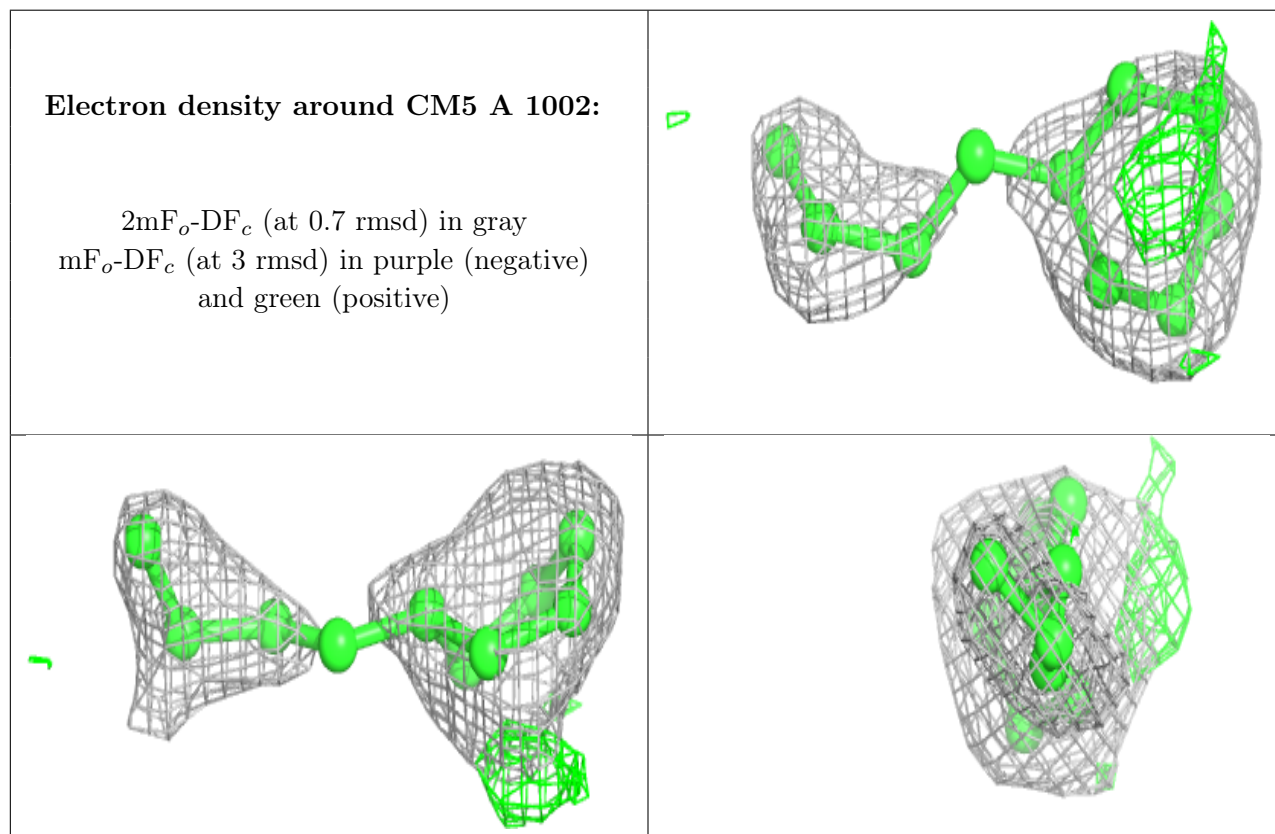 Electron density around CM5 A 1002:
2mFₒ-DF𝒸 (at 0.7 rmsd) in gray
mFₒ-DF𝒸 (at 3 rmsd) in purple (negative)
and green (positive)